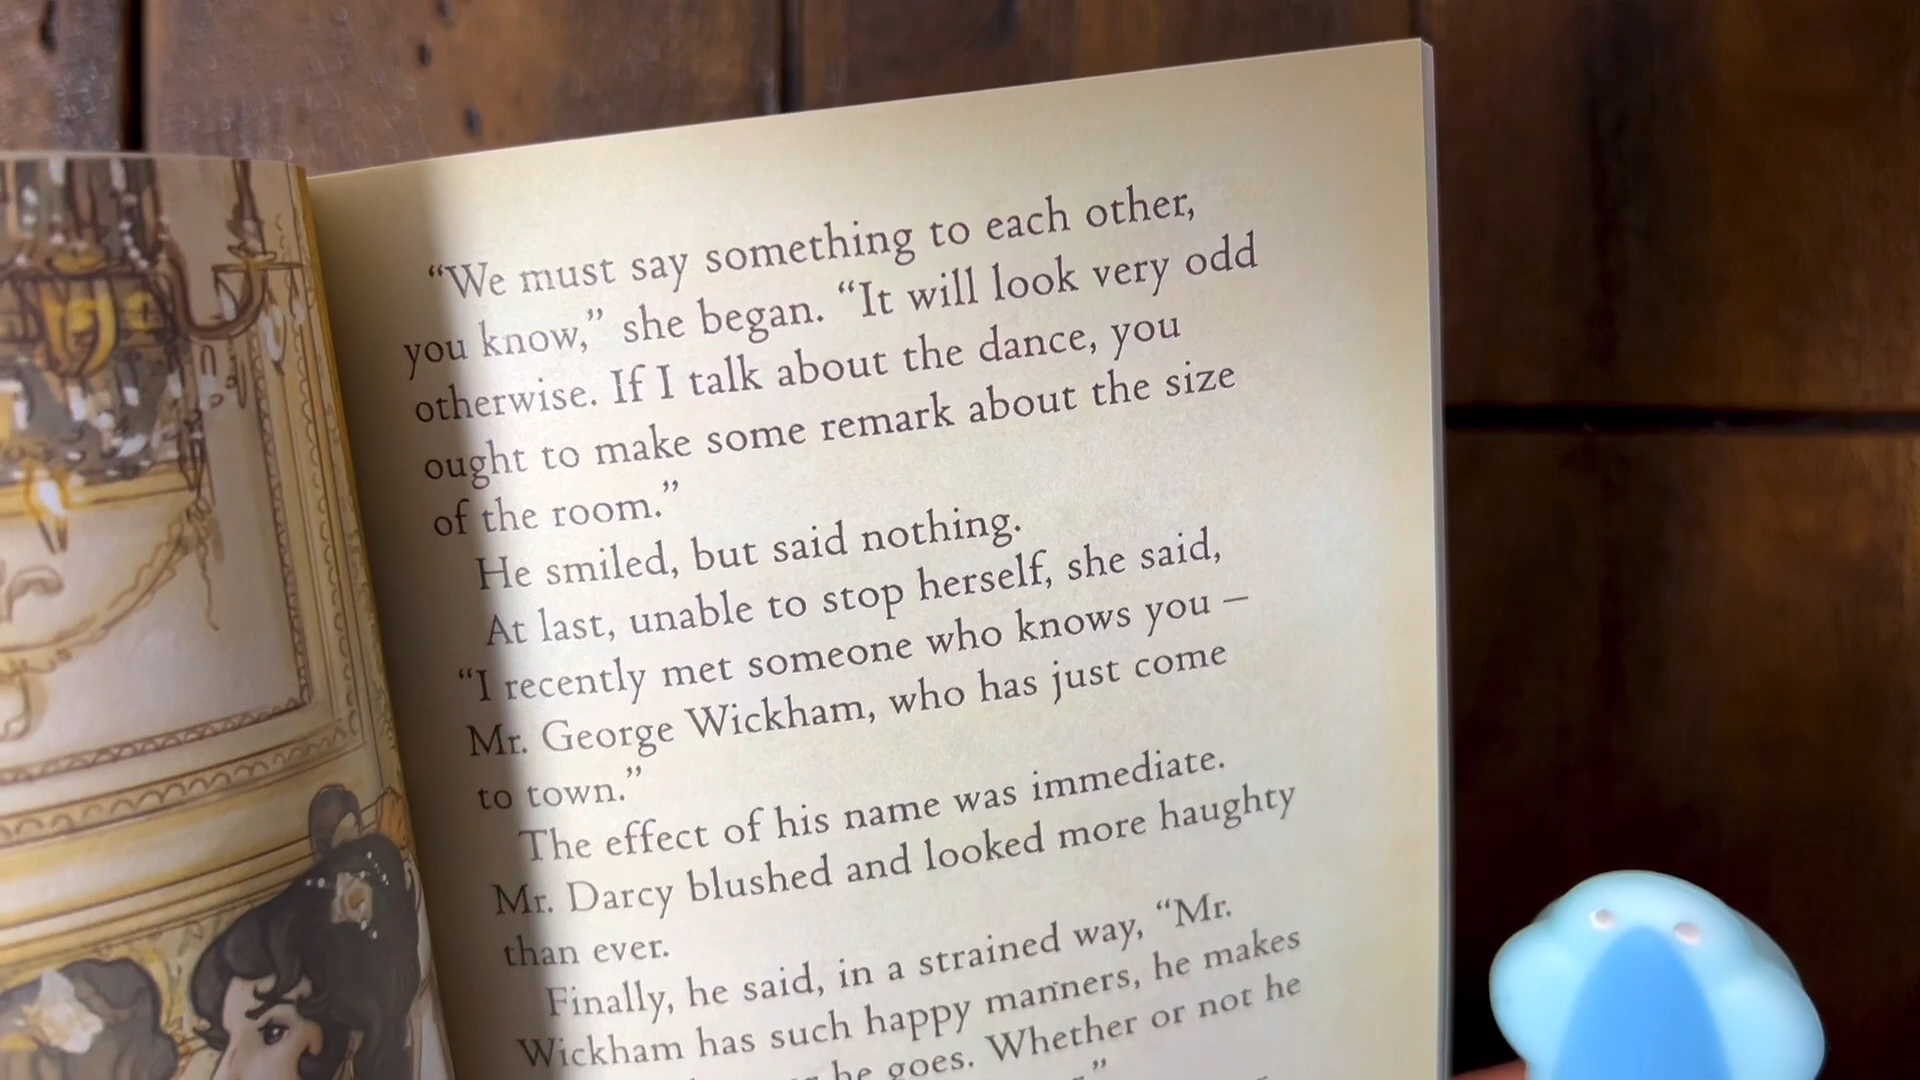 “We must say something to each other,
you know,” she began. “It will look very odd
otherwise. If I talk about the dance, you
ought to make some remark about the size
of the room.”
He smiled, but said nothing.
At last, unable to stop herself, she said,
“I recently met someone who knows you –
Mr. George Wickham, who has just come
to town.”
The effect of his name was immediate.
Mr. Darcy blushed and looked more haughty
than ever.
Finally, he said, in a strained way, “Mr.
Wickham has such happy manners, he makes
he goes. Whether or not he